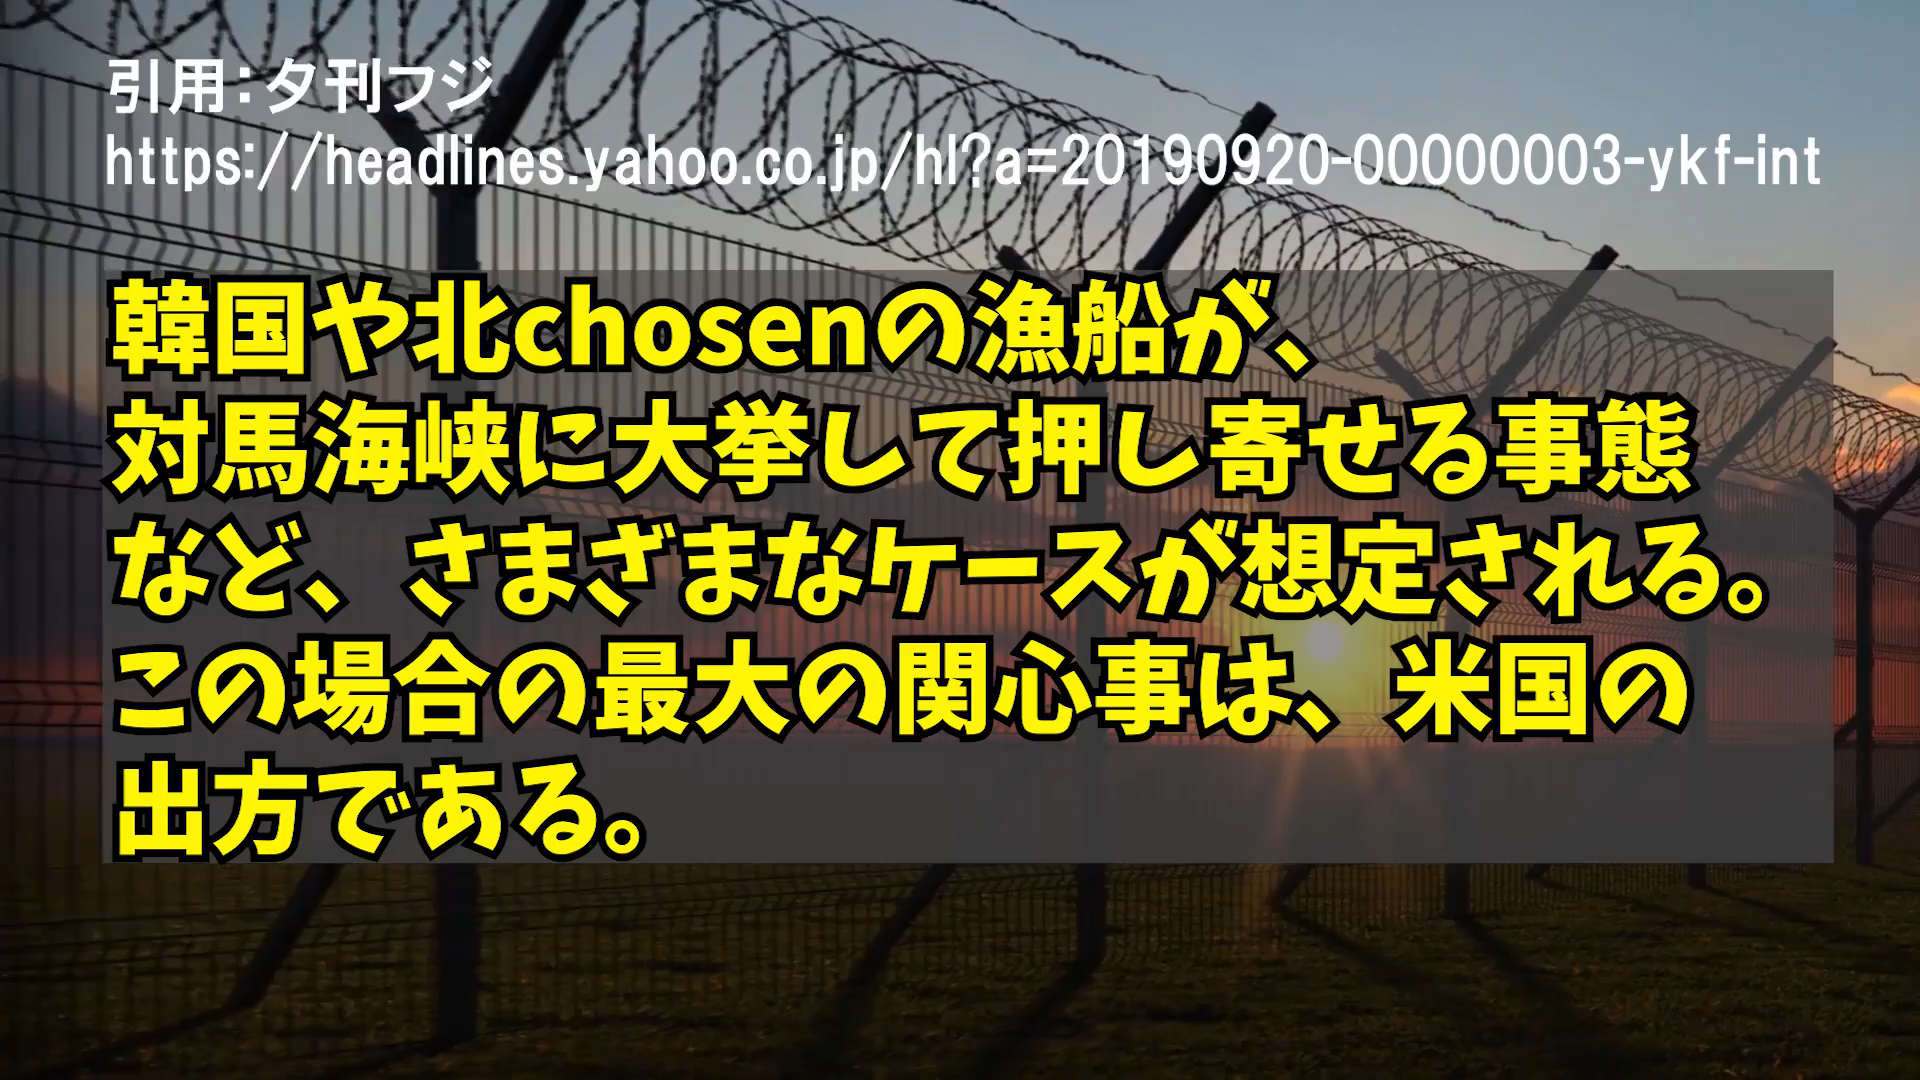 引用：夕刊フジ
https://headlines.yahoo.co.jp/hl?a=20190920-00000003-ykf-int
韓国や北chosenの漁船が、
対馬海峡に大挙して押し寄せる事態
など、さまざまなケースが想定される。
この場合の最大の関心事は、米国の
出方である。